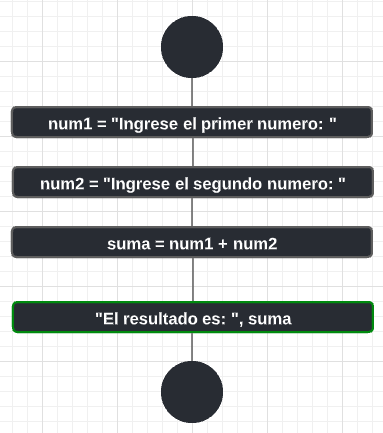 num1 = "Ingrese el primer numero: "
num2 = "Ingrese el segundo numero: "
suma = num1 + num2
"El resultado es: ", suma